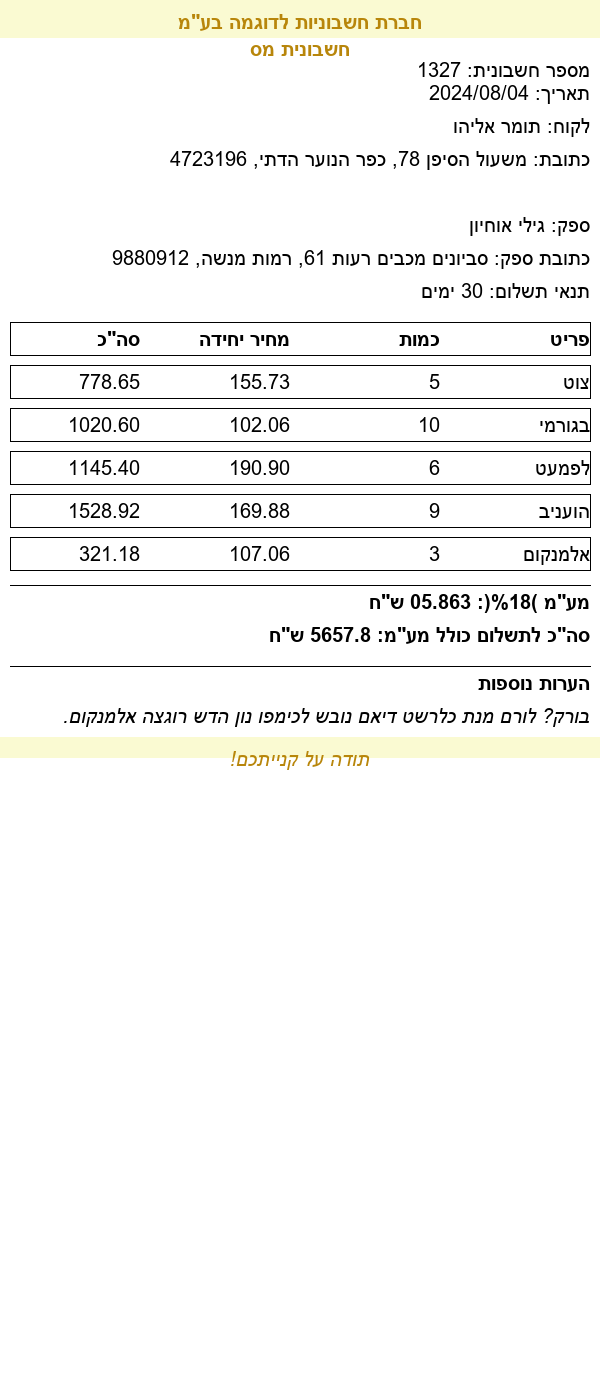 חברת חשבוניות לדוגמה בע"מ
חשבונית מס
מספר חשבונית: 1327
תאריך: 2024/08/04
לקוח: תומר אליהו
כתובת: משעול הסיפן 78, כפר הנוער הדתי, 4723196
ספק: גילי אוחיון
כתובת ספק: סביונים מכבים רעות 61, רמות מנשה, 9880912
תנאי תשלום: 30 ימים
פריט כמות מחיר יחידה סה"כ
צוט 5 155.73 778.65
בגורמי 10 102.06 1020.60
לפמעט 6 190.90 1145.40
הועניב 9 169.88 1528.92
אלמנקום 3 107.06 321.18
מע"מ )18%(: 05.863 ש"ח
סה"כ לתשלום כולל מע"מ: 5657.8 ש"ח
הערות נוספות
בורק? לורם מנת כלרשט דיאם נובש לכימפו נון הדש רוגצה אלמנקום.
תודה על קנייתכם!